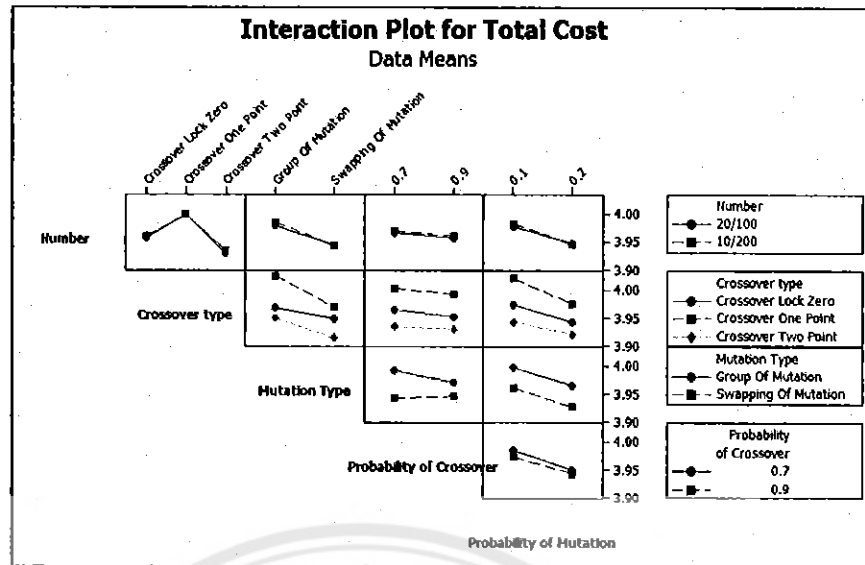 Interaction Plot for Total Cost
Data Means
Crossover Lock Zero
Crossover One Point
Crossover Two Point
Group Of Mutation
Swapping Of Mutation
0.7
0.9
0.1
0.2
Number
4.00
3.95
3.90
Number
20/100
10/200
Crossover type
4.00
3.95
3.90
Crossover type
Crossover Lock Zero
Crossover One Point
Crossover Two Point
Mutation Type
4.00
3.95
3.90
Mutation Type
Group Of Mutation
Swapping Of Mutation
Probability of Crossover
4.00
3.95
3.90
Probability
of Crossover
0.7
0.9
Probability of Mutation